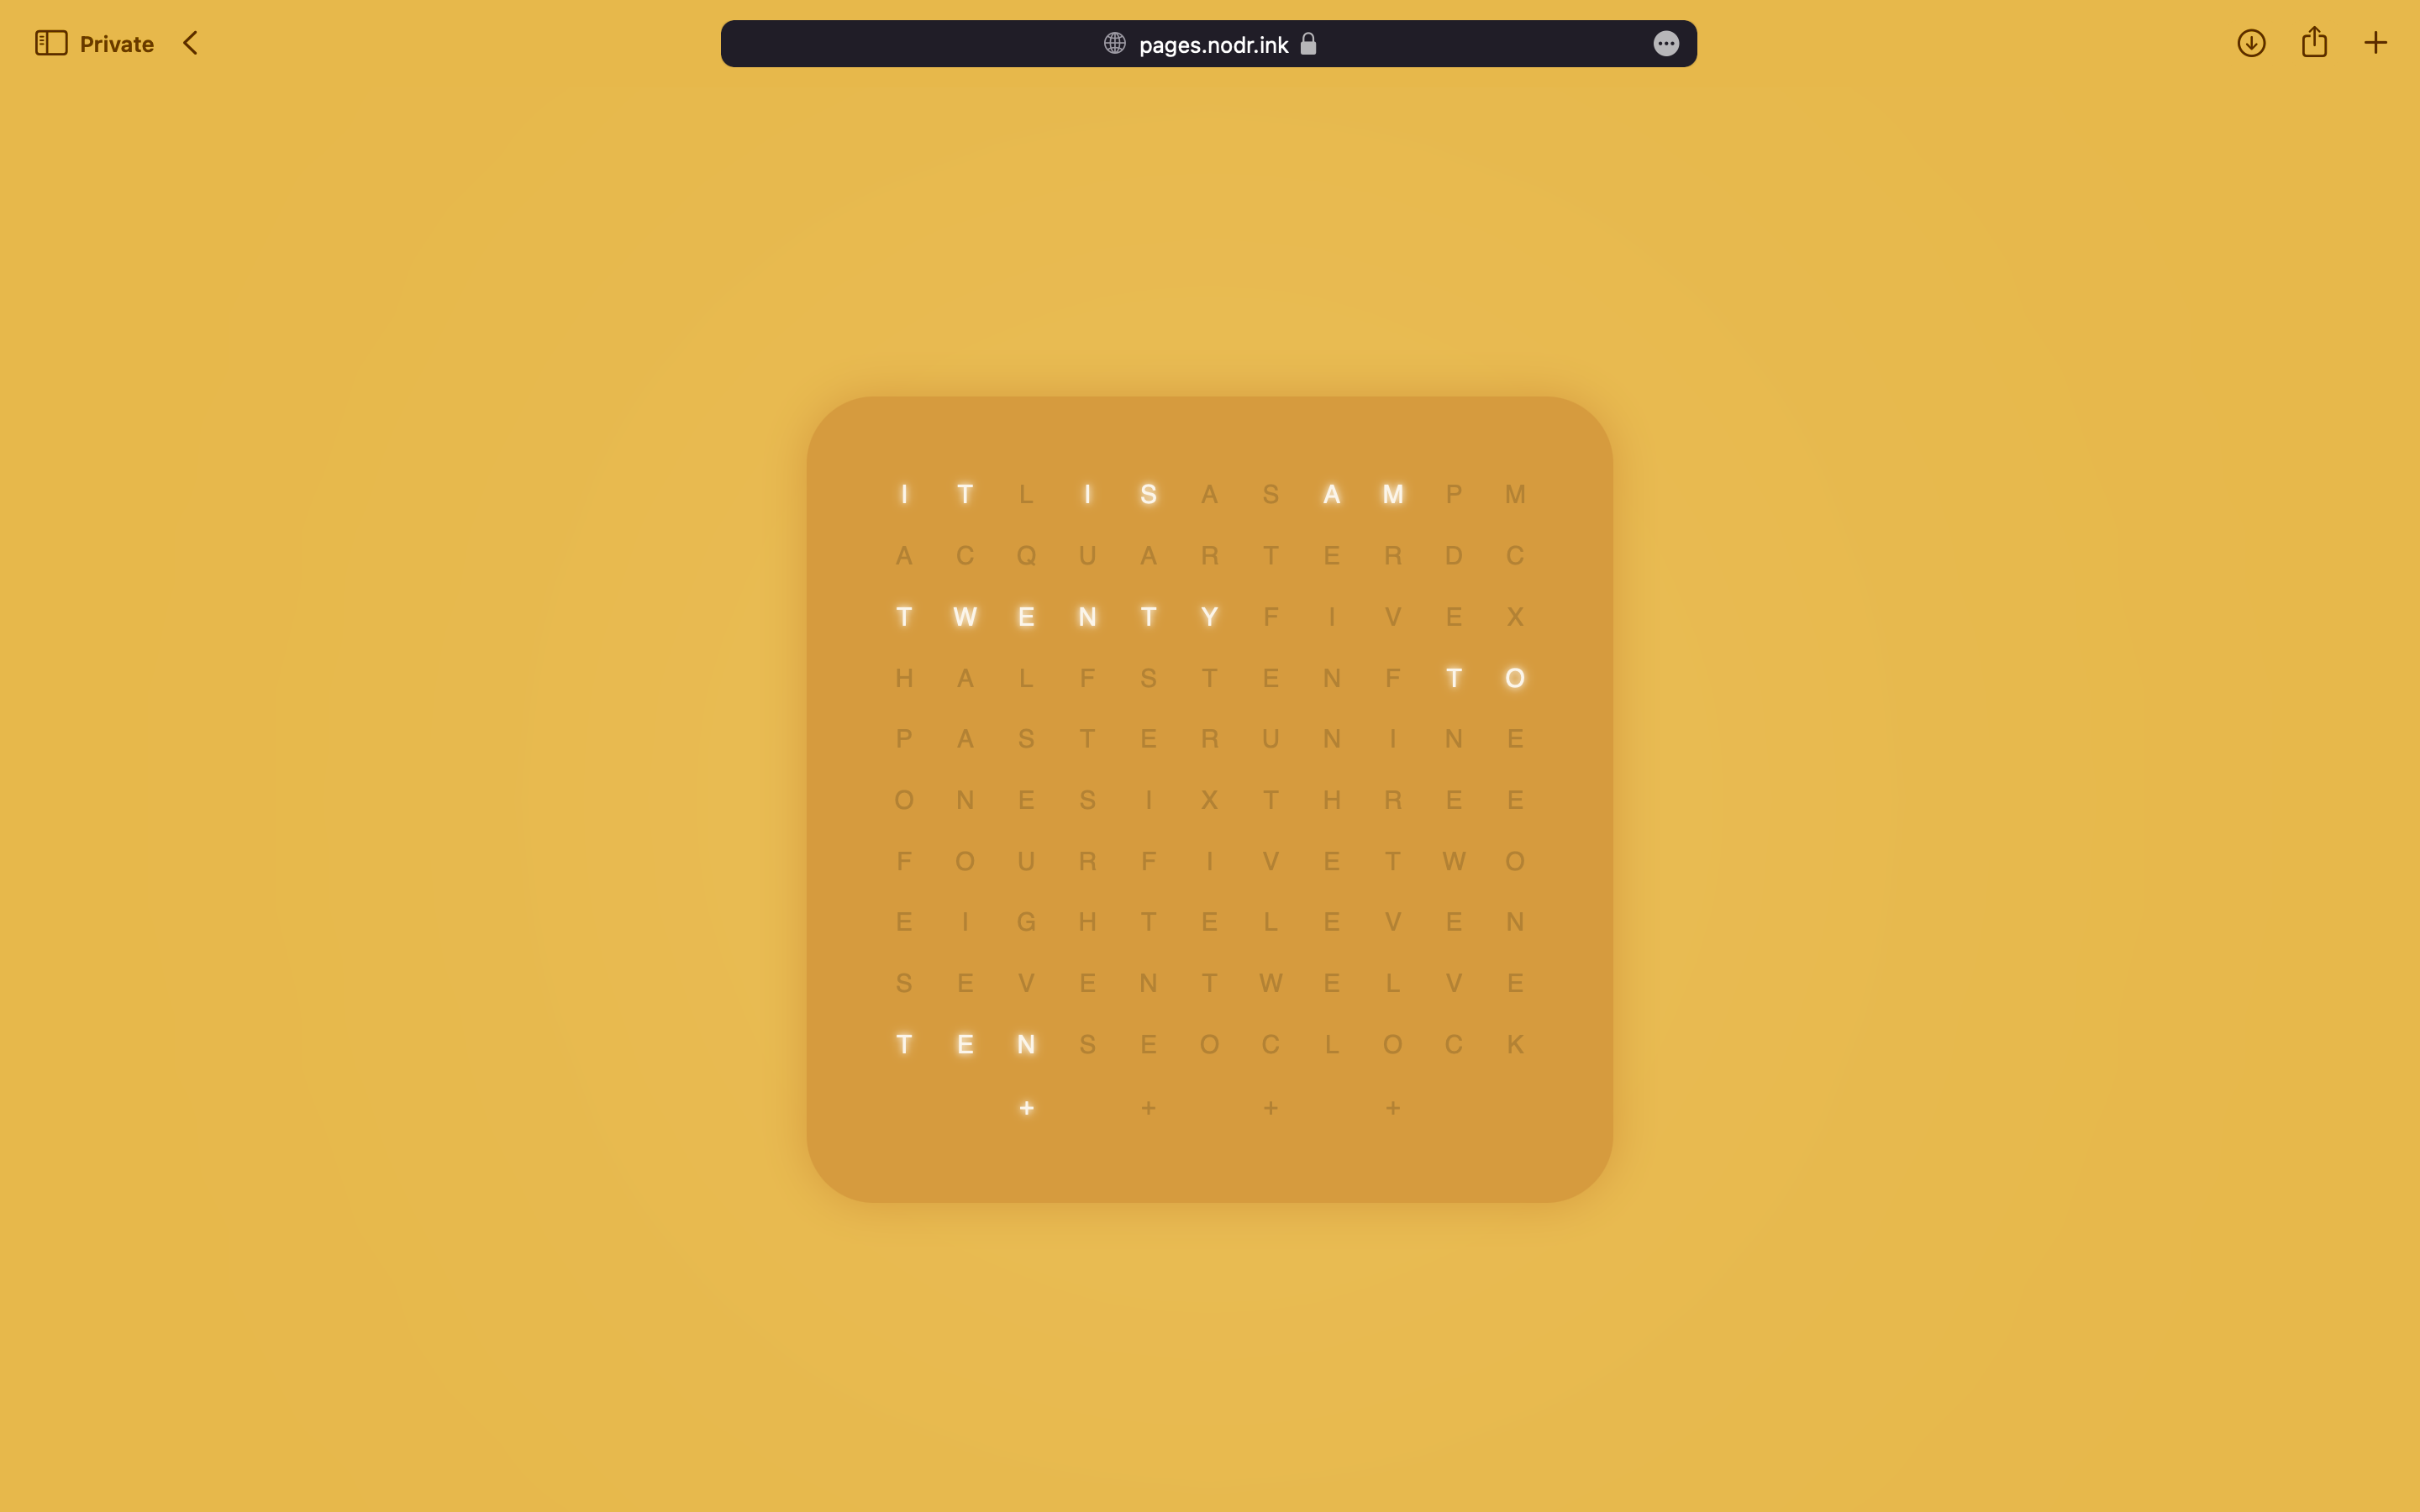 Private pages.nodr.ink
I T L I S A S A M P M
A C Q U A R T E R D C
T W E N T Y F I V E X
H A L F S T E N F T O
P A S T E R U N I N E
O N E S I X T H R E E
F O U R F I V E T W O
E I G H T E L E V E N
S E V E N T W E L V E
T E N S E O C L O C K
+ + + +